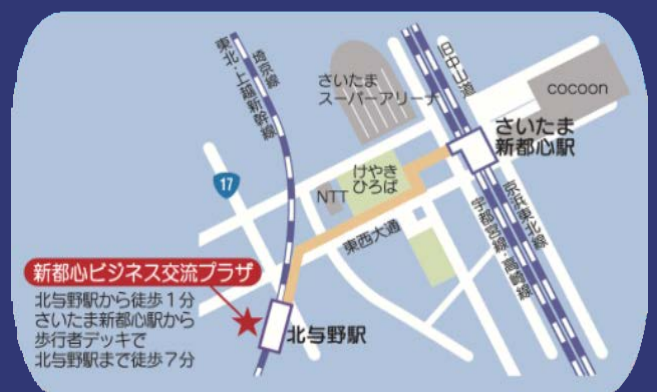 東北・上越新幹線
埼京線
さいたま
スーパーアリーナ
旧中山道
cocoon
さいたま
新都心駅
けやき
ひろば
NTT
17
東西大通
宇都宮線・高崎線
京浜東北線
新都心ビジネス交流プラザ
北与野駅から徒歩1分
さいたま新都心駅から
歩行者デッキで
北与野駅まで徒歩7分
北与野駅